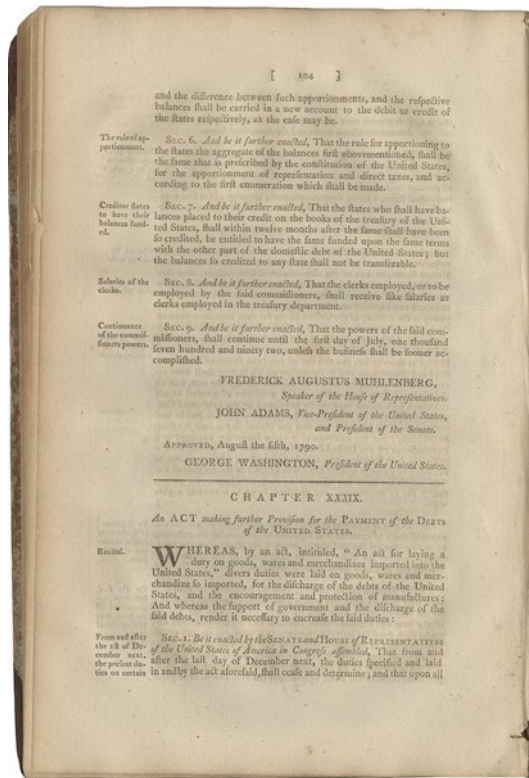 [ 194 ]
and the difference between such apportionments, and the respective
balances ſhall be carried in a new account to the debit or credit of
the ſtates reſpectively, as the caſe may be.
The rule of ap-
portionment.
SEC. 6. And be it further enacted, That the rule for apportioning to
the ſtates the aggregate of the balances firſt abovementioned, ſhall be
the ſame that is preſcribed by the conſtitution of the United States,
for the apportionment of repreſentation and direct taxes, and ac-
cording to the firſt enumeration which ſhall be made.
Creditor ſtates
to have their
balances fund-
ed.
SEC. 7. And be it further enacted, That the ſtates who ſhall have ba-
lances placed to their credit on the books of the treaſury of the Uni-
ted States, ſhall within twelve months after the ſame ſhall have been
ſo credited, be entitled to have the ſame funded upon the ſame terms
with the other part of the domeſtic debt of the United States; but
the balances ſo credited to any ſtate ſhall not be transferable.
Salaries of the
clerks.
SEC. 8. And be it further enacted, That the clerks employed, or to be
employed by the ſaid commiſſioners, ſhall receive like ſalaries as
clerks employed in the treaſury department.
Continuance
of the commiſ-
ſioners powers.
SEC. 9. And be it further enacted, That the powers of the ſaid com-
miſſioners, ſhall continue until the firſt day of July, one thouſand
ſeven hundred and ninety two, unleſs the buſineſs ſhall be ſooner ac-
compliſhed.
FREDERICK AUGUSTUS MUHLENBERG,
Speaker of the Houſe of Repreſentatives.
JOHN ADAMS, Vice-Preſident of the United States,
and Preſident of the Senate.
APPROVED, Auguſt the fifth, 1790.
GEORGE WASHINGTON, Preſident of the United States.
CHAPTER XXXIX.
An ACT making further Proviſion for the PAYMENT of the DEBTS
of the UNITED STATES.
Recital.
WHEREAS, by an act, intituled, “ An act for laying a
duty on goods, wares and merchandizes imported into the
United States,” divers duties were laid on goods, wares and mer-
chandize ſo imported, for the diſcharge of the debts of the United
States, and the encouragement and protection of manufactures:
And whereas the ſupport of government and the diſcharge of the
ſaid debts, render it neceſſary to encreaſe the ſaid duties:
From and after
the 1ſt of De-
cember next,
the preſent du-
ties on certain
SEC. 1. Be it enacted by the SENATE and HOUSE of REPRESENTATIVES
of the United States of America in Congreſs aſſembled, That from and
after the laſt day of December next, the duties ſpecified and laid
in and by the act aforeſaid, ſhall ceaſe and determine; and that upon all